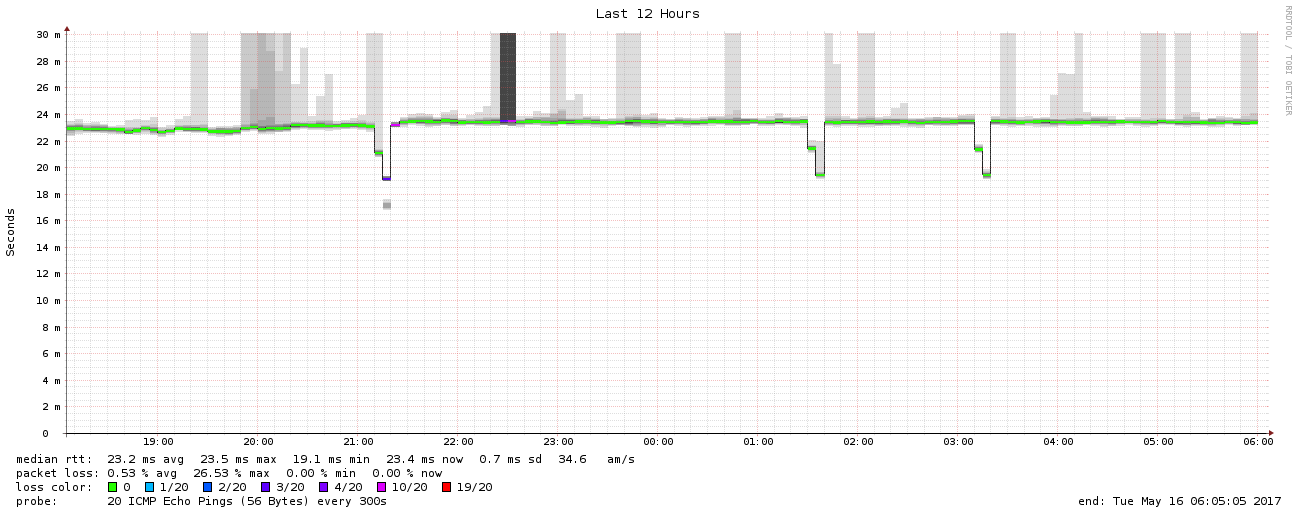 Last 12 Hours
RRDTOOL / TOBI OETIKER
Seconds
30 m
28 m
26 m
24 m
22 m
20 m
18 m
16 m
14 m
12 m
10 m
8 m
6 m
4 m
2 m
0
19:00 20:00 21:00 22:00 23:00 00:00 01:00 02:00 03:00 04:00 05:00 06:00
median rtt: 23.2 ms avg 23.5 ms max 19.1 ms min 23.4 ms now 0.7 ms sd 34.6 am/s
packet loss: 0.53 % avg 26.53 % max 0.00 % min 0.00 % now
loss color: 0 1/20 2/20 3/20 4/20 10/20 19/20
probe: 20 ICMP Echo Pings (56 Bytes) every 300s end: Tue May 16 06:05:05 2017